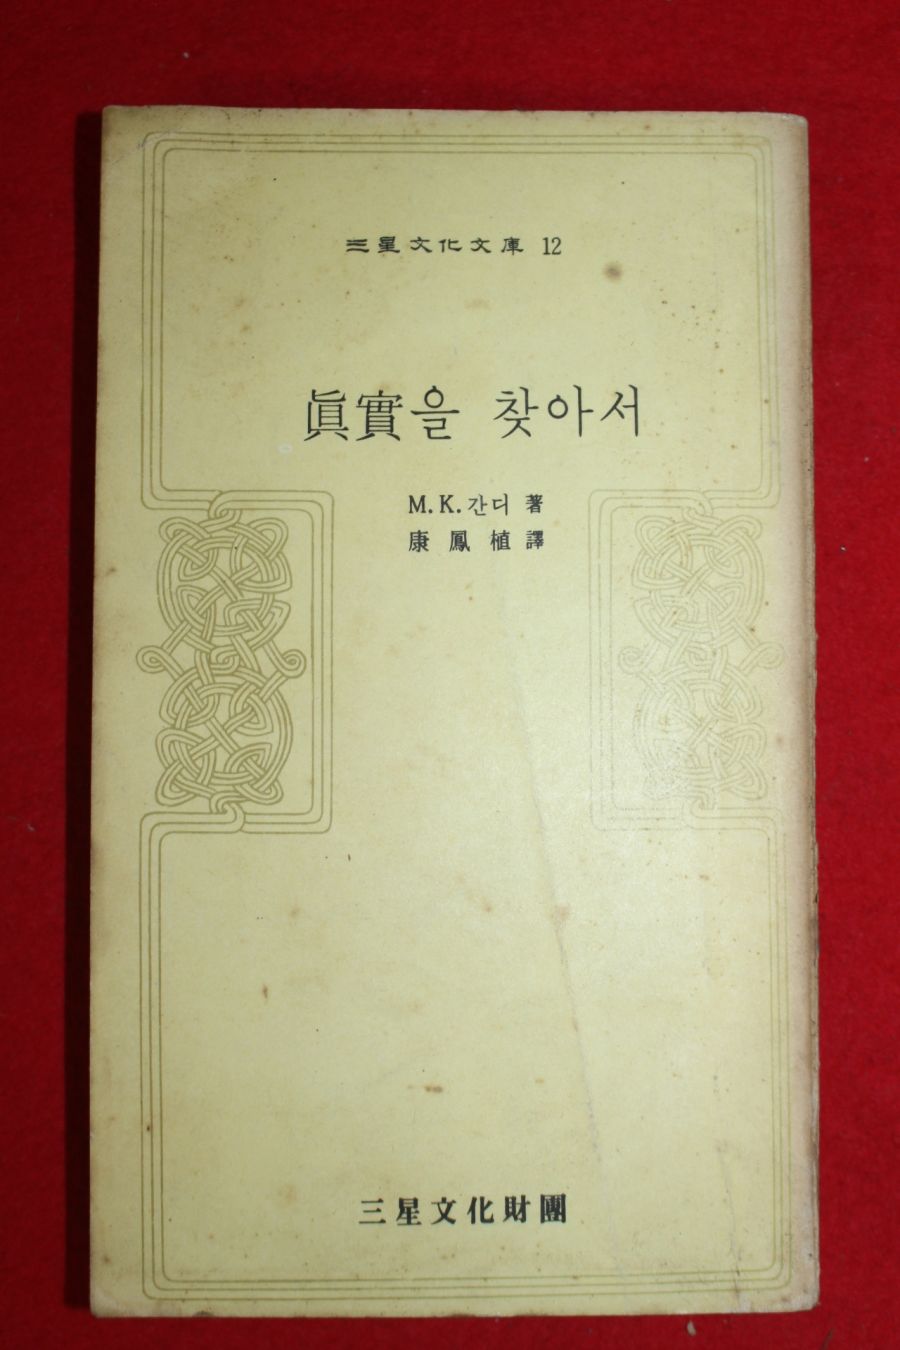 三星文化文庫 12
眞實을 찾아서
M.K.간디 著
康鳳植 譯
三星文化財團